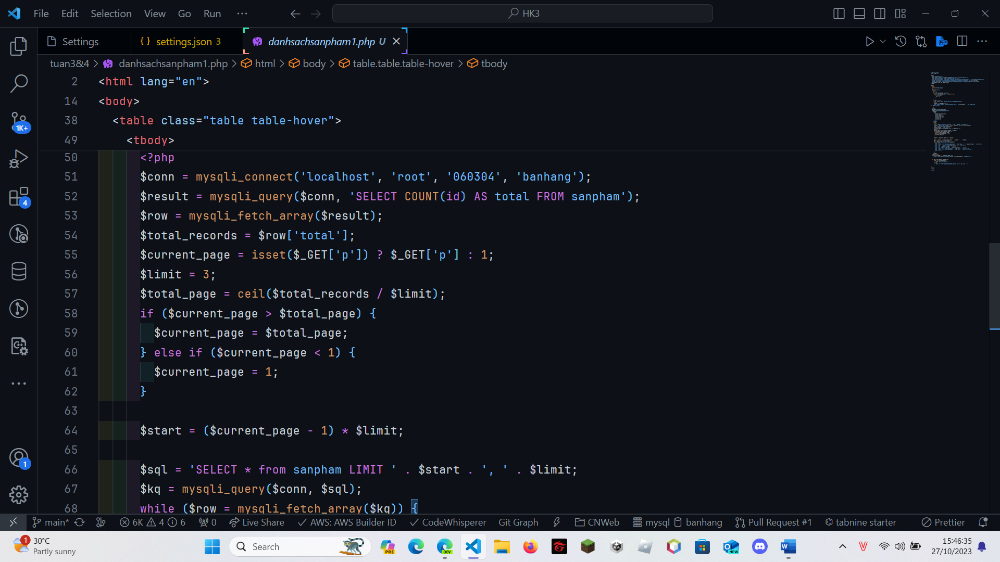 File Edit Selection View Go Run ··· HK3
Settings settings.json 3 danhsachsanpham1.php U
tuan3&4 > danhsachsanpham1.php > html > body > table.table.table-hover > tbody
2 <html lang="en">
14 <body>
38 <table class="table table-hover">
49 <tbody>
50 <?php
51 $conn = mysqli_connect('localhost', 'root', '060304', 'banhang');
52 $result = mysqli_query($conn, 'SELECT COUNT(id) AS total FROM sanpham');
53 $row = mysqli_fetch_array($result);
54 $total_records = $row['total'];
55 $current_page = isset($_GET['p']) ? $_GET['p'] : 1;
56 $limit = 3;
57 $total_page = ceil($total_records / $limit);
58 if ($current_page > $total_page) {
59 $current_page = $total_page;
60 } else if ($current_page < 1) {
61 $current_page = 1;
62 }
63
64 $start = ($current_page - 1) * $limit;
65
66 $sql = 'SELECT * from sanpham LIMIT ' . $start . ', ' . $limit;
67 $kq = mysqli_query($conn, $sql);
68 while ($row = mysqli_fetch_array($kq)) {
1K+
4
1
main* 6K 4 6 0 Live Share AWS: AWS Builder ID CodeWhisperer Git Graph CNWeb mysql banhang Pull Request #1 tabnine starter Prettier
1 30°C
Partly sunny
Search
PRE
DEV
NEW
15:46:35
27/10/2023